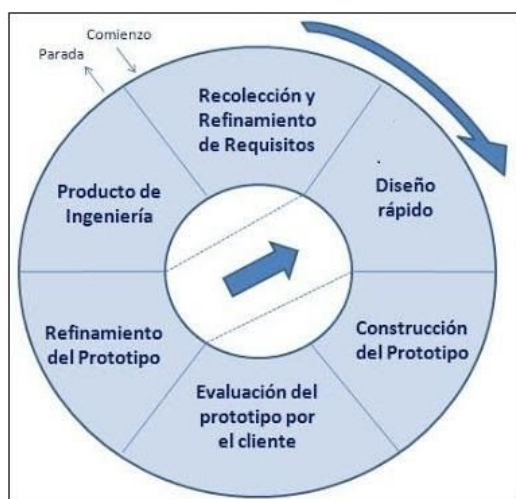 Comienzo
Parada
Recolección y
Refinamiento
de Requisitos
Diseño
rápido
Construcción
del Prototipo
Evaluación del
prototipo por
el cliente
Refinamiento
del Prototipo
Producto de
Ingeniería